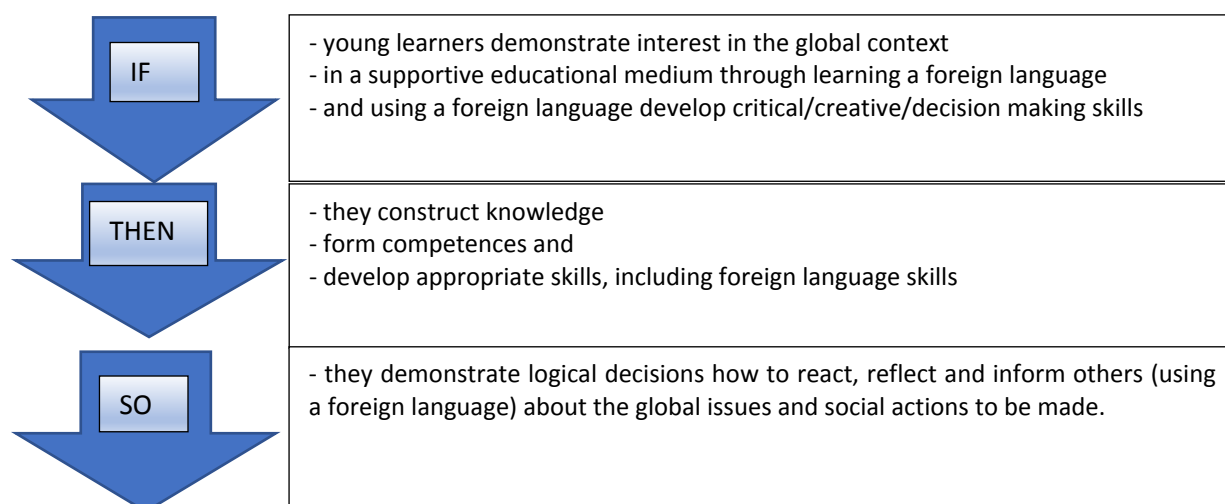 IF
- young learners demonstrate interest in the global context
- in a supportive educational medium through learning a foreign language
- and using a foreign language develop critical/creative/decision making skills
THEN
- they construct knowledge
- form competences and
- develop appropriate skills, including foreign language skills
SO
- they demonstrate logical decisions how to react, reflect and inform others (using
a foreign language) about the global issues and social actions to be made.